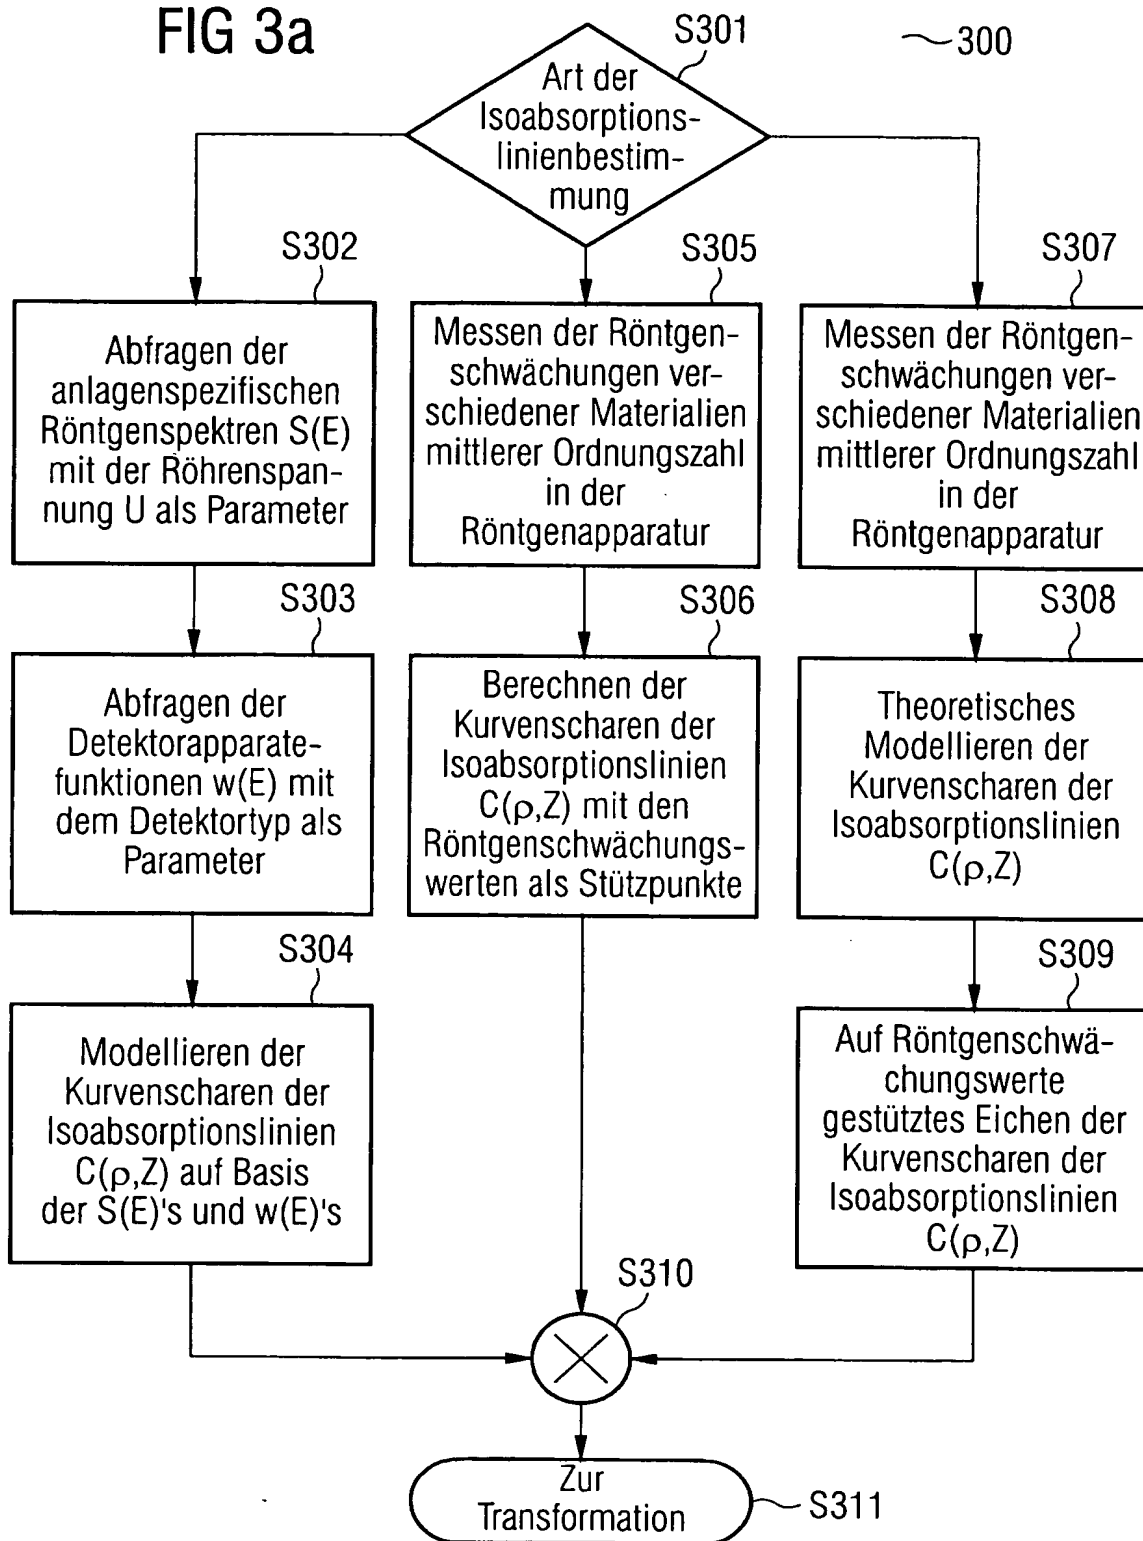 FIG 3a
S301
300
Art der
Isoabsorptions-
linienbestim-
mung
S302
Abfragen der
anlagenspezifischen
Röntgenspektren S(E)
mit der Röhrenspan-
nung U als Parameter
S303
Abfragen der
Detektorapparate-
funktionen w(E) mit
dem Detektortyp als
Parameter
S304
Modellieren der
Kurvenscharen der
Isoabsorptionslinien
C(ρ,Z) auf Basis
der S(E)'s und w(E)'s
S305
Messen der Röntgen-
schwächungen ver-
schiedener Materialien
mittlerer Ordnungszahl
in der
Röntgenapparatur
S306
Berechnen der
Kurvenscharen der
Isoabsorptionslinien
C(ρ,Z) mit den
Röntgenschwächungs-
werten als Stützpunkte
S307
Messen der Röntgen-
schwächungen ver-
schiedener Materialien
mittlerer Ordnungszahl
in der
Röntgenapparatur
S308
Theoretisches
Modellieren der
Kurvenscharen der
Isoabsorptionslinien
C(ρ,Z)
S309
Auf Röntgenschwä-
chungswerte
gestütztes Eichen der
Kurvenscharen der
Isoabsorptionslinien
C(ρ,Z)
S310
Zur
Transformation
S311